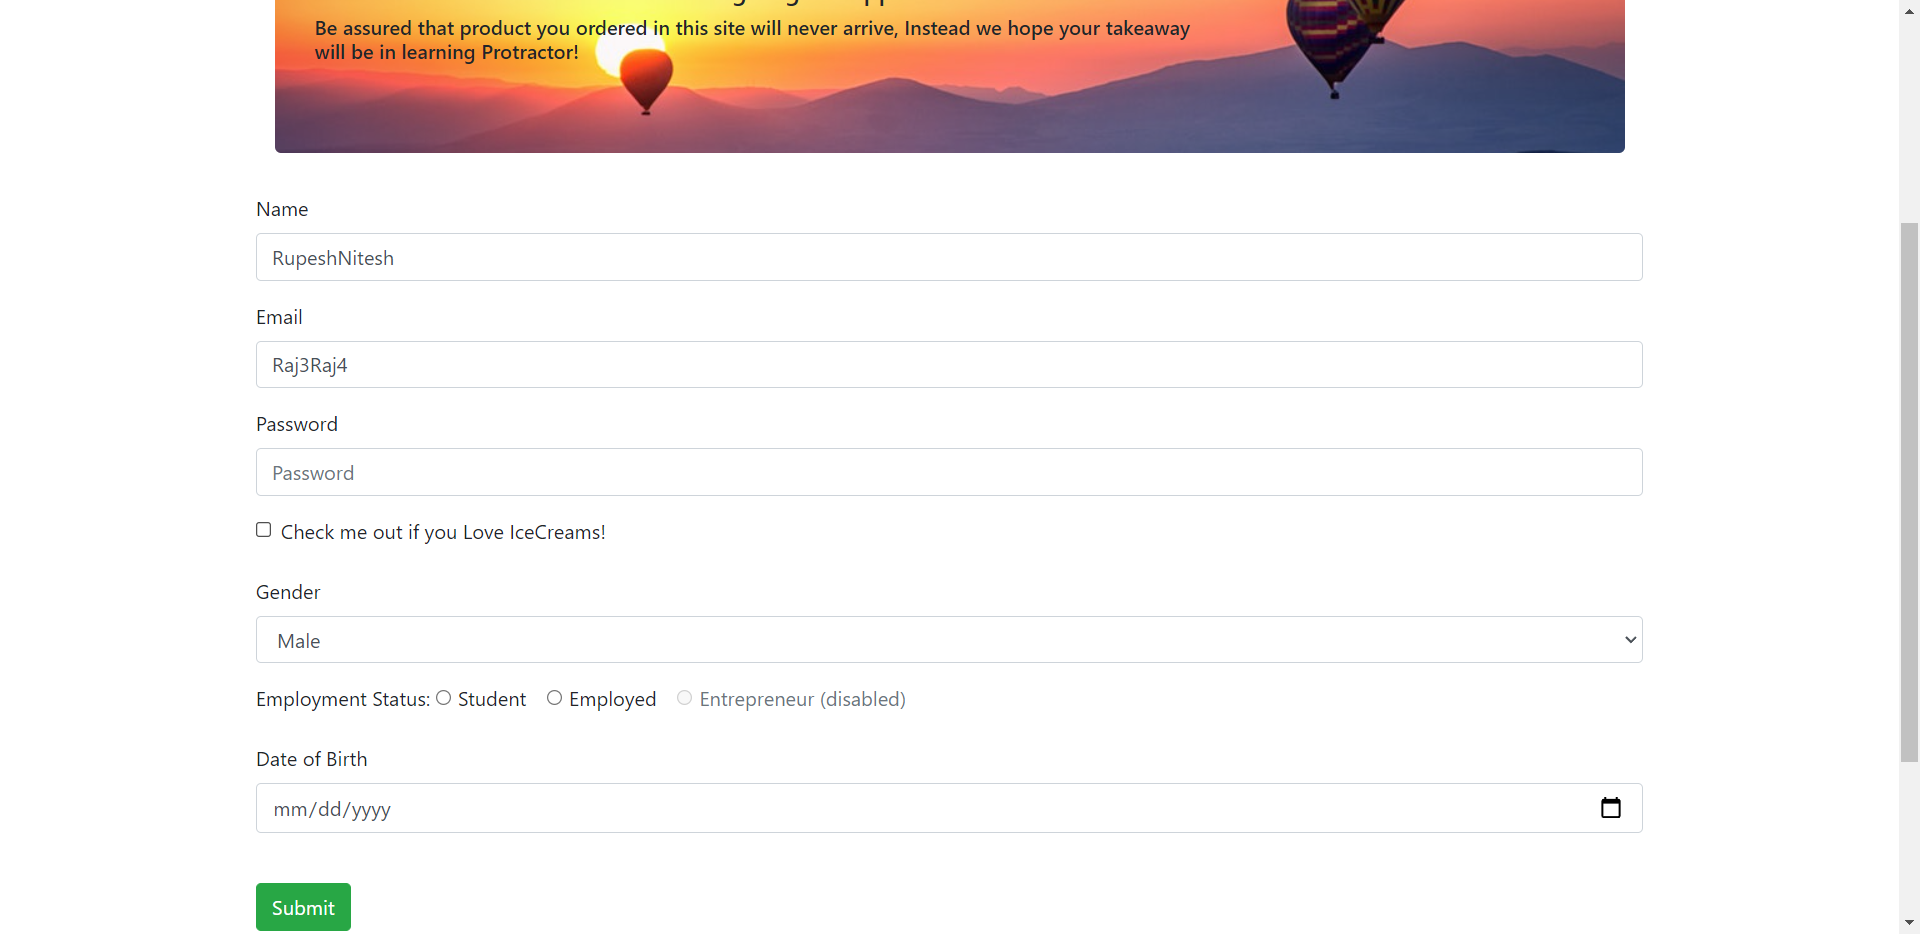 Be assured that product you ordered in this site will never arrive, Instead we hope your takeaway
will be in learning Protractor!
Name
RupeshNitesh
Email
Raj3Raj4
Password
Password
Check me out if you Love IceCreams!
Gender
Male
Employment Status: Student Employed Entrepreneur (disabled)
Date of Birth
mm/dd/yyyy
Submit